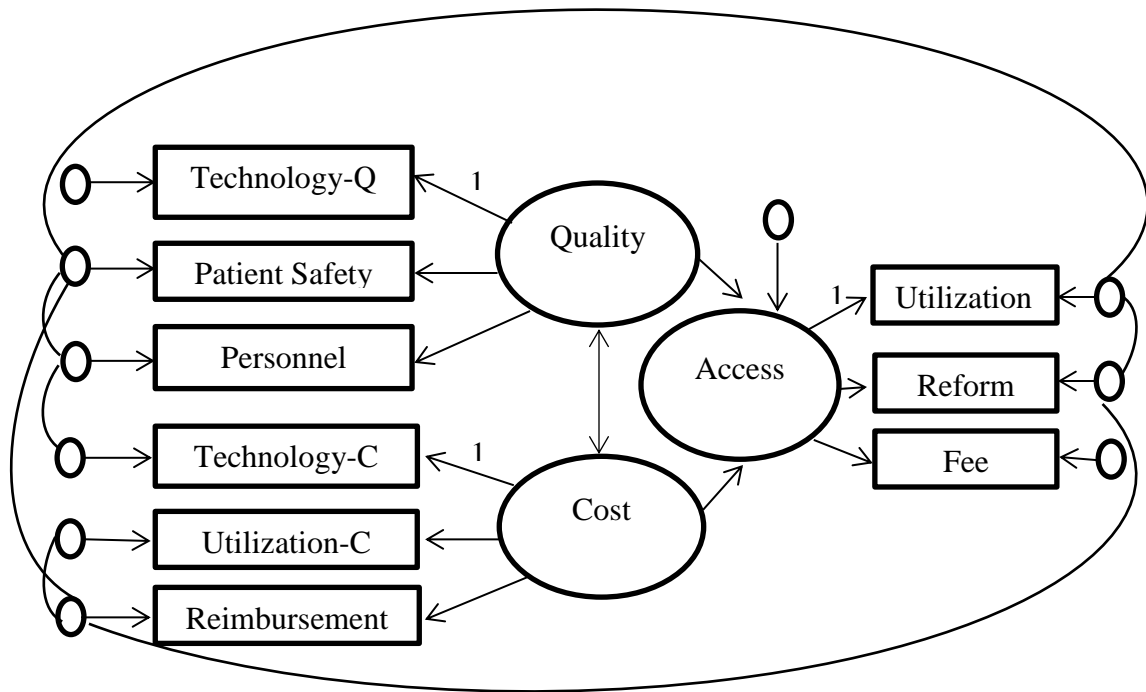 Technology-Q
1
Quality
Patient Safety
Personnel
Technology-C
1
Cost
Utilization-C
Reimbursement
Access
1
Utilization
Reform
Fee